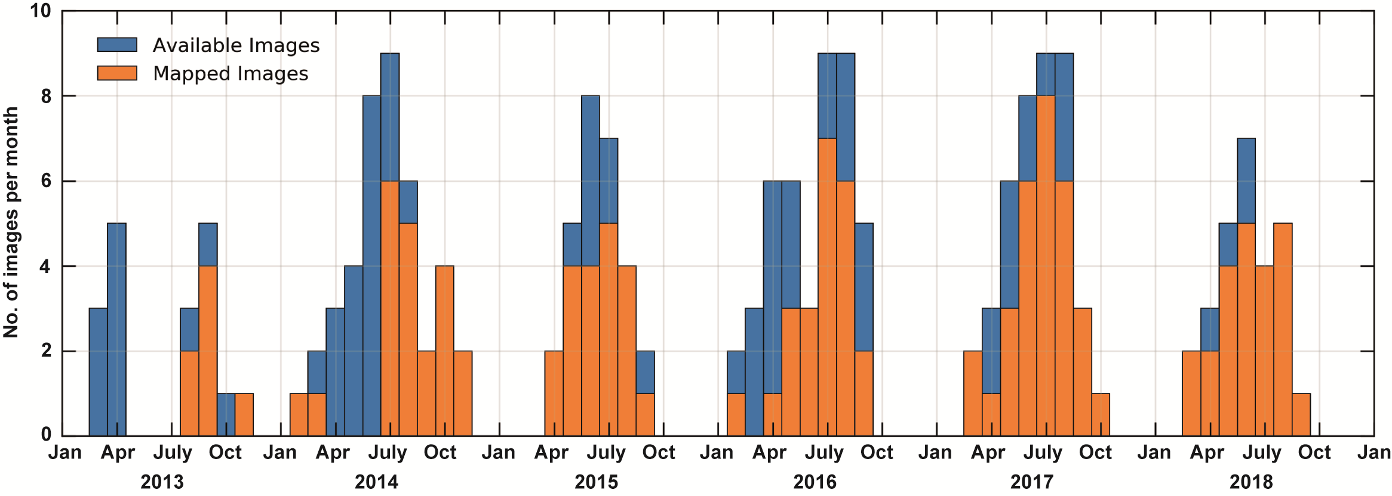 10
8
6
4
2
0
No. of images per month
Available Images
Mapped Images
Jan Apr July Oct Jan Apr July Oct Jan Apr July Oct Jan Apr July Oct Jan Apr July Oct Jan Apr July Oct Jan
2013 2014 2015 2016 2017 2018